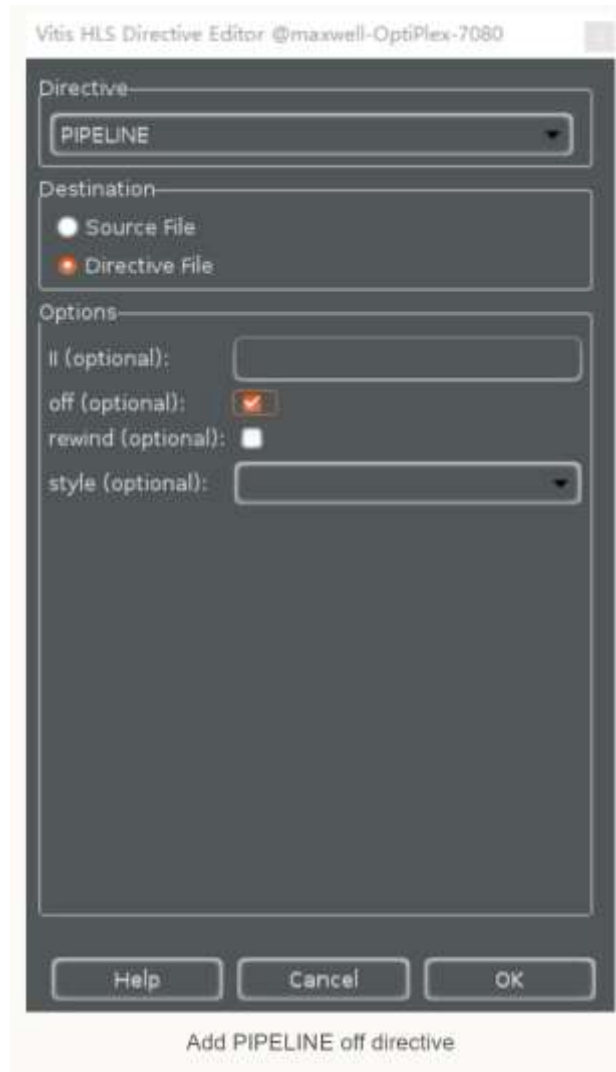 Vitis HLS Directive Editor @maxwell-OptiPlex-7080
Directive
PIPELINE
Destination
Source File
Directive File
Options
II (optional):
off (optional):
rewind (optional):
style (optional):
Help Cancel OK
Add PIPELINE off directive